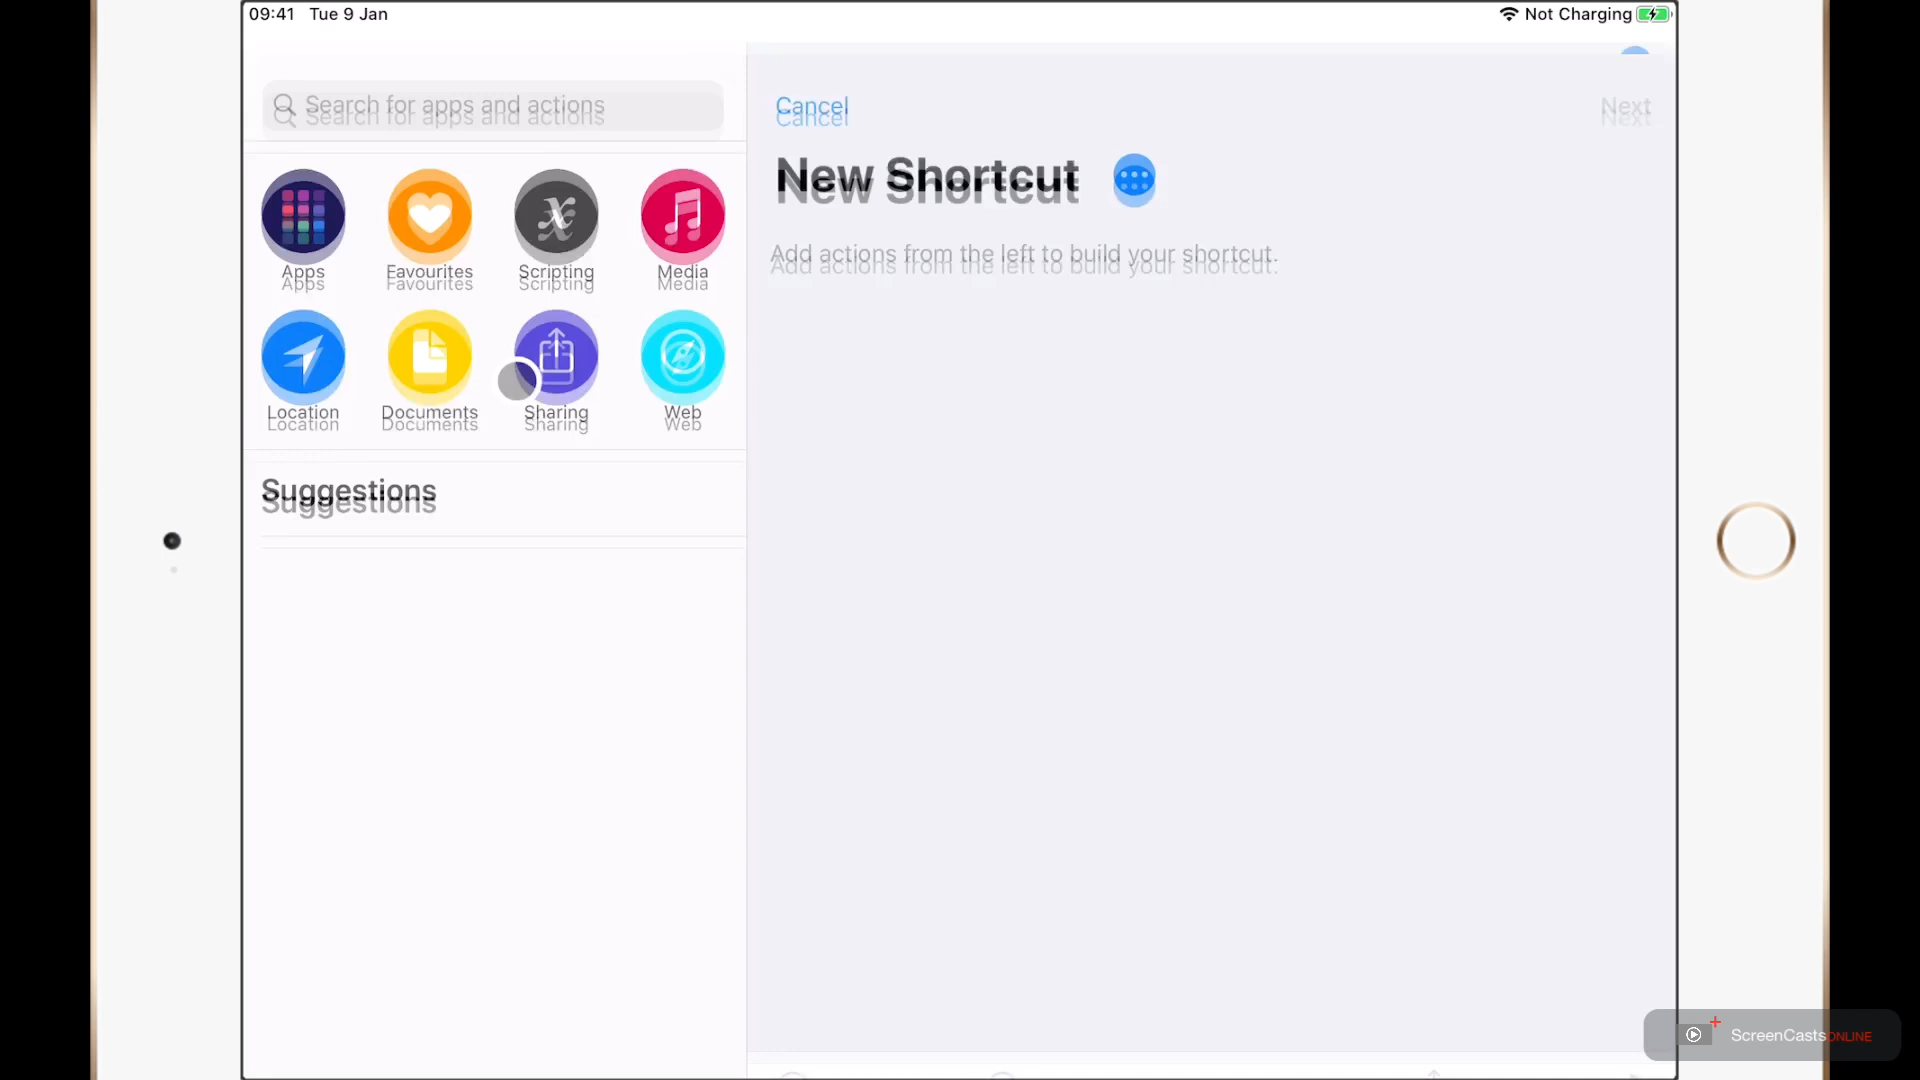 09:41 Tue 9 Jan
Not Charging
Search for apps and actions
Cancel
Next
New Shortcut
Add actions from the left to build your shortcut.
Apps
Favourites
Scripting
Media
Location
Documents
Sharing
Web
Suggestions
ScreenCastsONLINE